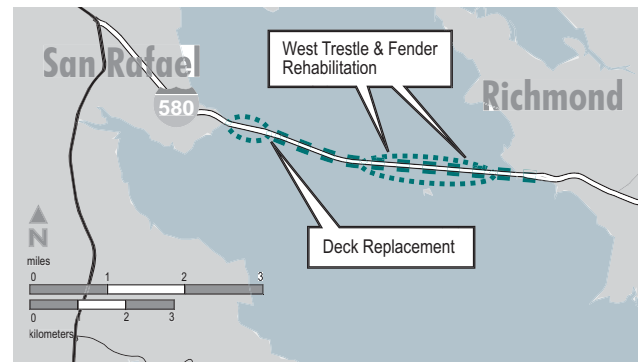 West Trestle & Fender
Rehabilitation
San Rafael
580
Richmond
Deck Replacement
N
miles
0 1 2 3
0 1 2 3
kilometers